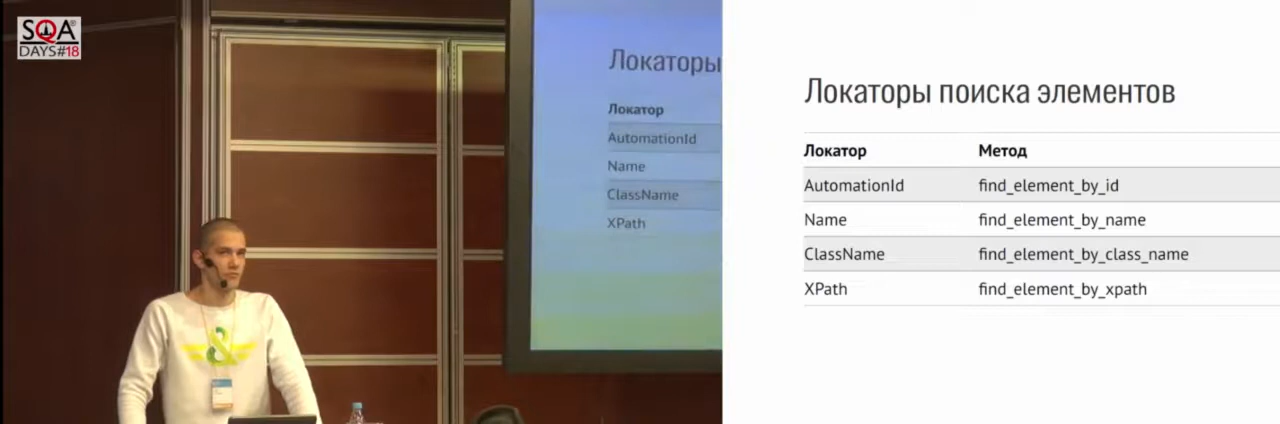 SQA
DAYS#18
Локаторы
Локатор
AutomationId
Name
ClassName
XPath
&
Локаторы поиска элементов
Локатор Метод
AutomationId find_element_by_id
Name find_element_by_name
ClassName find_element_by_class_name
XPath find_element_by_xpath